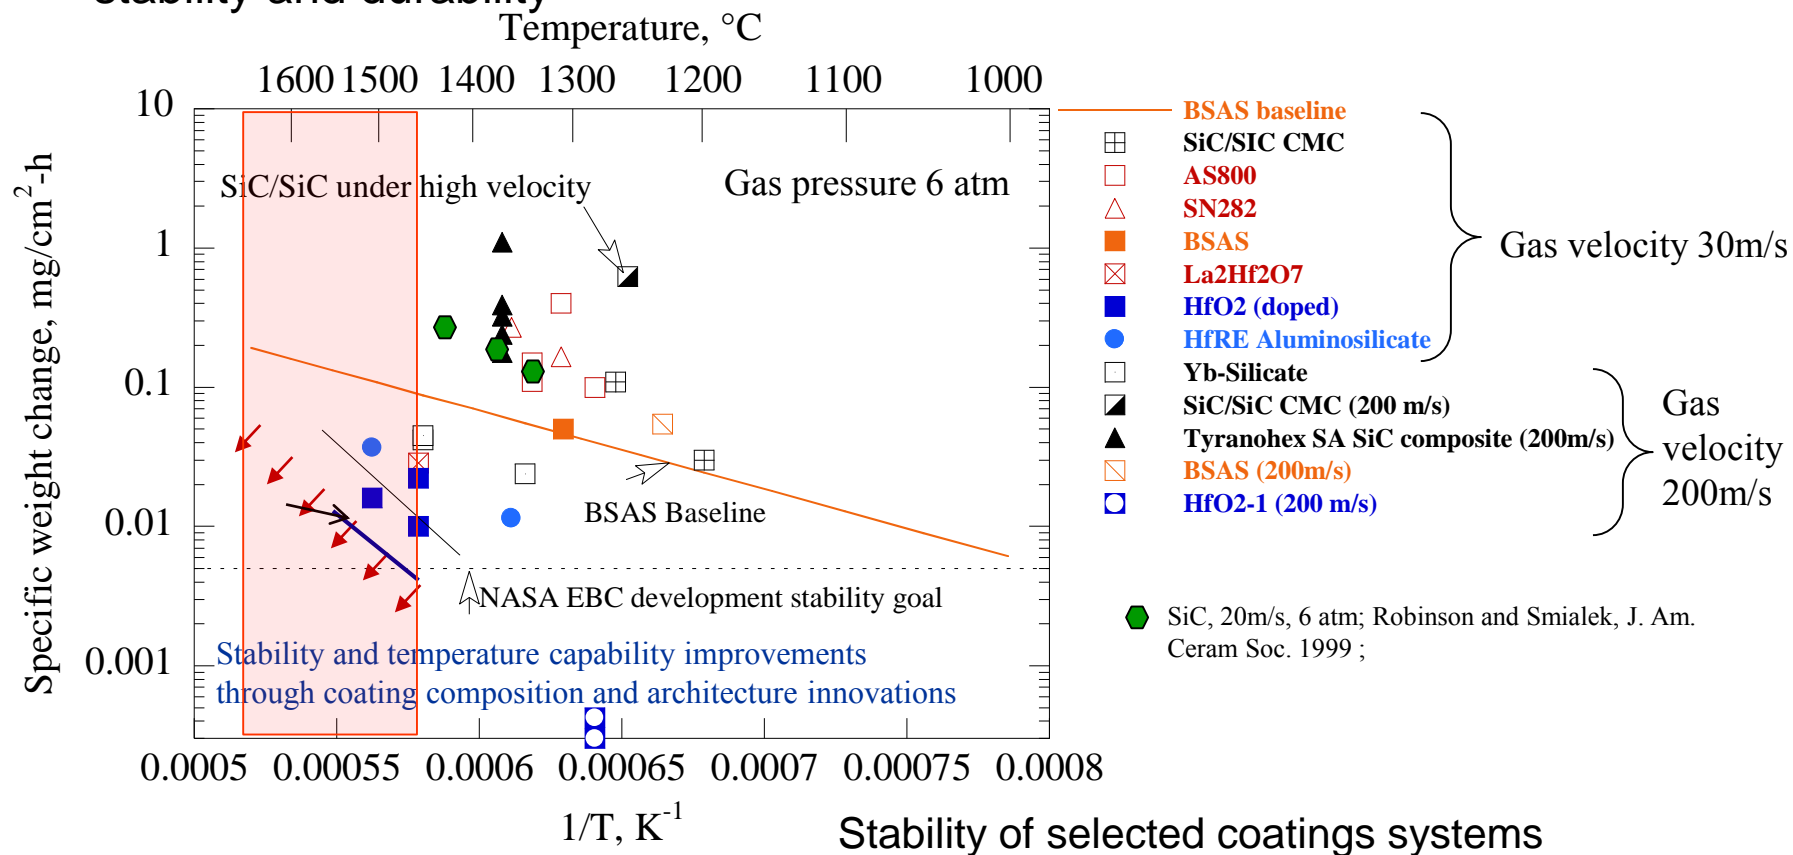 stability and durability
Temperature, °C
1600 1500 1400 1300 1200 1100 1000
10
1
0.1
0.01
0.001
Specific weight change, mg/cm²-h
SiC/SiC under high velocity
Gas pressure 6 atm
BSAS Baseline
NASA EBC development stability goal
Stability and temperature capability improvements
through coating composition and architecture innovations
0.0005 0.00055 0.0006 0.00065 0.0007 0.00075 0.0008
1/T, K⁻¹
BSAS baseline
SiC/SIC CMC
AS800
SN282
BSAS
La2Hf2O7
HfO2 (doped)
HfRE Aluminosilicate
Yb-Silicate
SiC/SiC CMC (200 m/s)
Tyranohex SA SiC composite (200m/s)
BSAS (200m/s)
HfO2-1 (200 m/s)
Gas velocity 30m/s
Gas
velocity
200m/s
SiC, 20m/s, 6 atm; Robinson and Smialek, J. Am.
Ceram Soc. 1999 ;
Stability of selected coatings systems